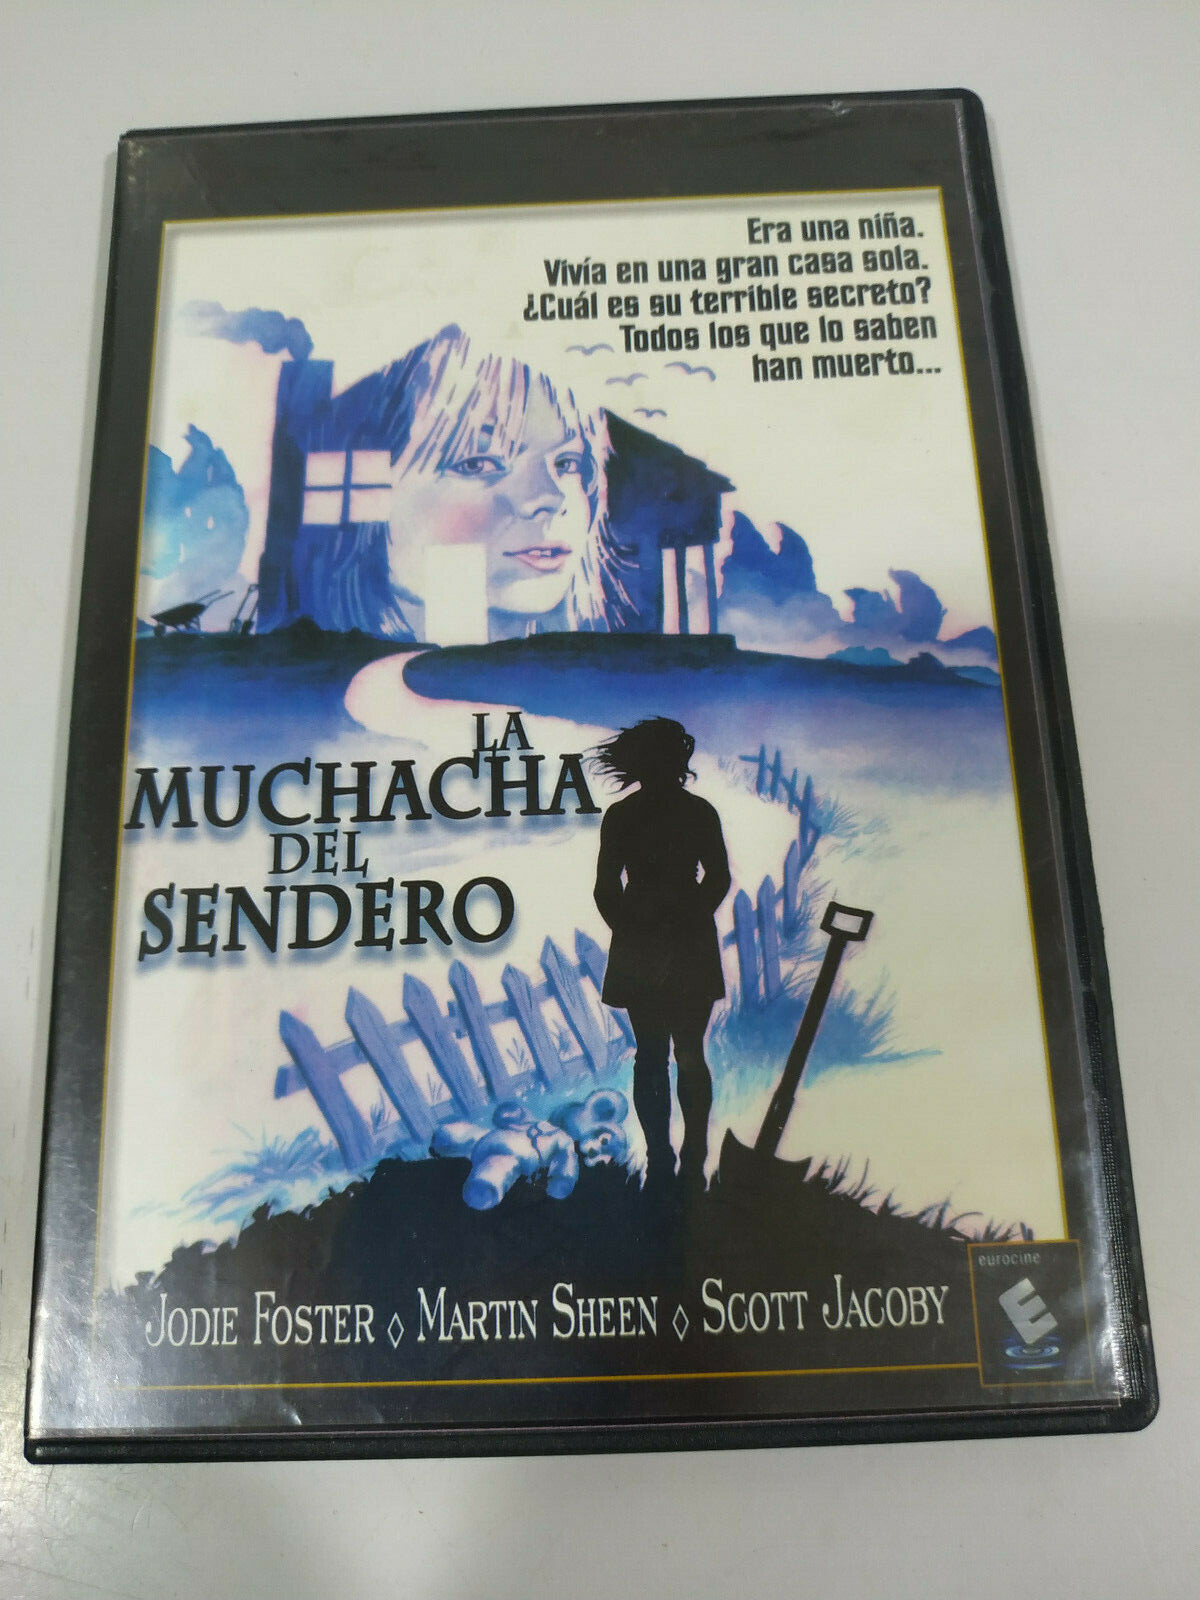 Era una niña.
Vivía en una gran casa sola.
¿Cuál es su terrible secreto?
Todos los que lo saben
han muerto...
LA
MUCHACHA
DEL
SENDERO
JODIE FOSTER ◊ MARTIN SHEEN ◊ SCOTT JACOBY
eurocine
E